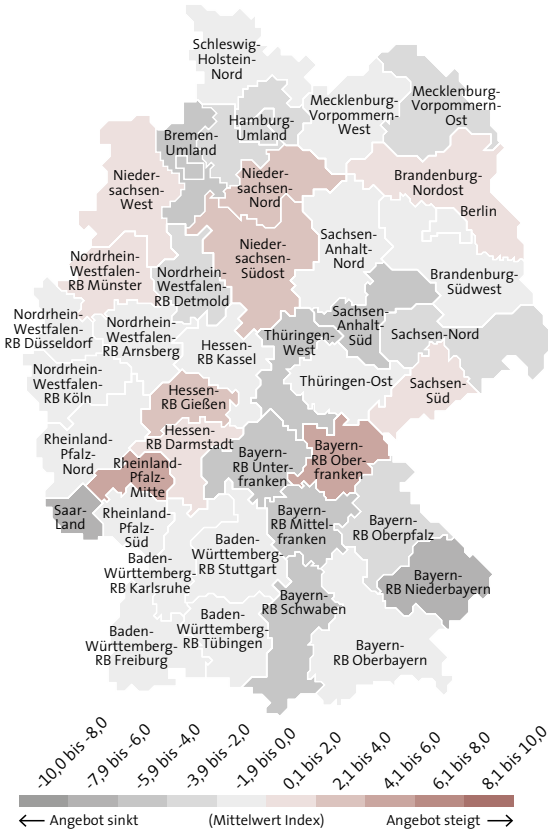 Schleswig-
Holstein-
Nord
Mecklenburg-
Vorpommern-
Ost
Mecklenburg-
Vorpommern-
West
Hamburg-
Umland
Bremen-
Umland
Nieder-
sachsen-
West
Nieder-
sachsen-
Nord
Brandenburg-
Nordost
Berlin
Nieder-
sachsen-
Südost
Sachsen-
Anhalt-
Nord
Nordrhein-
Westfalen-
RB Münster
Nordrhein-
Westfalen-
RB Detmold
Brandenburg-
Südwest
Nordrhein-
Westfalen-
RB Düsseldorf
Nordrhein-
Westfalen-
RB Arnsberg
Hessen-
RB Kassel
Thüringen-
West
Sachsen-
Anhalt-
Süd
Sachsen-Nord
Nordrhein-
Westfalen-
RB Köln
Hessen-
RB Gießen
Thüringen-Ost
Sachsen-
Süd
Rheinland-
Pfalz-
Nord
Hessen-
RB Darmstadt
Rheinland-
Pfalz-
Mitte
Bayern-
RB Unter-
franken
Bayern-
RB Ober-
franken
Saar-
Land
Rheinland-
Pfalz-
Süd
Bayern-
RB Mittel-
franken
Bayern-
RB Oberpfalz
Baden-
Württemberg-
RB Karlsruhe
Baden-
Württemberg-
RB Stuttgart
Bayern-
RB Niederbayern
Bayern-
RB Schwaben
Baden-
Württemberg-
RB Freiburg
Baden-
Württemberg-
RB Tübingen
Bayern-
RB Oberbayern
-10,0 bis -8,0
-7,9 bis -6,0
-5,9 bis -4,0
-3,9 bis -2,0
-1,9 bis 0,0
0,1 bis 2,0
2,1 bis 4,0
4,1 bis 6,0
6,1 bis 8,0
8,1 bis 10,0
← Angebot sinkt (Mittelwert Index) Angebot steigt →